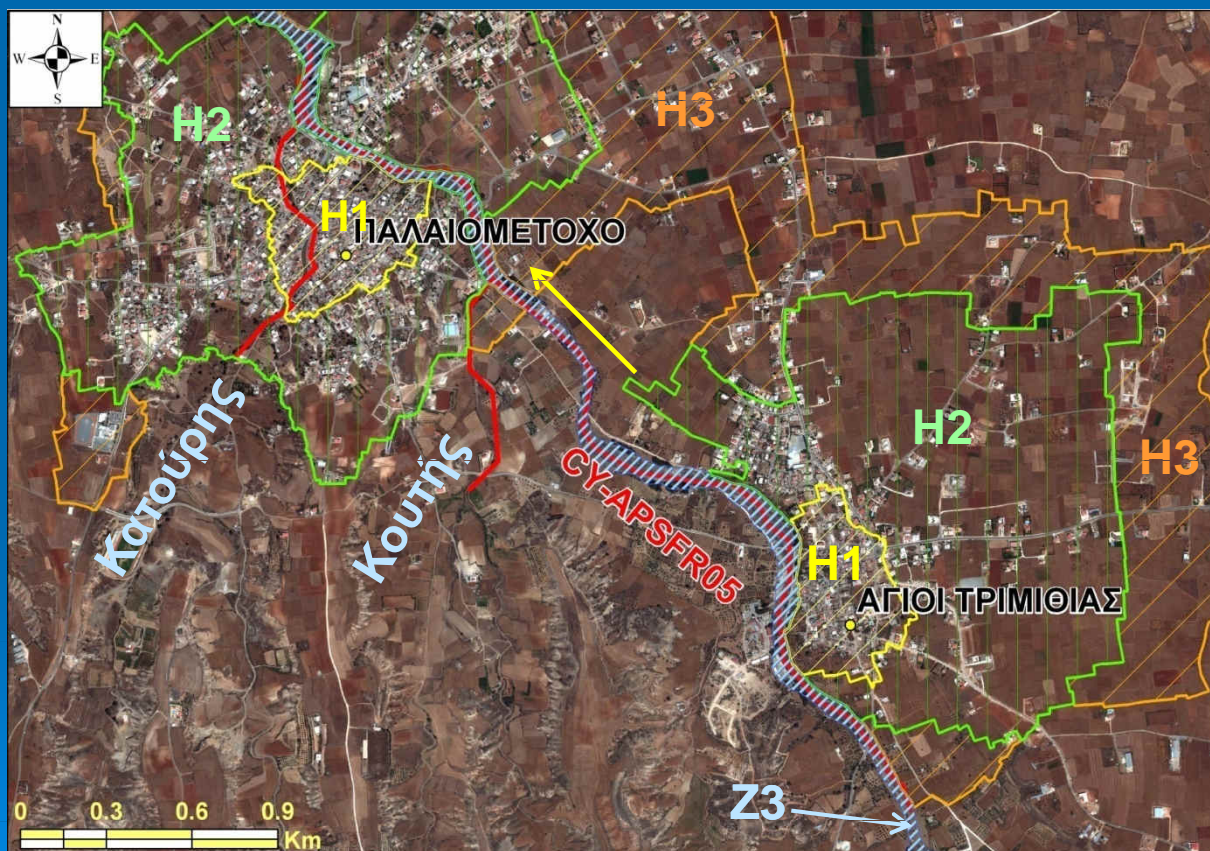 N
W E
S
H2
H3
H1
ΠΑΛΑΙΟΜΕΤΟΧΟ
Κατούρης
Κουτής
CY-APSFR05
H2
H3
H1
ΑΓΙΟΙ ΤΡΙΜΙΘΙΑΣ
Z3
0 0.3 0.6 0.9
Km